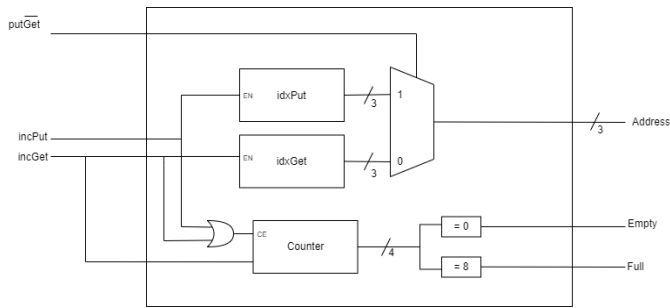 putGet
EN
idxPut
3
1
incPut
incGet
EN
idxGet
3
0
3
Address
CE
Counter
4
= 0
Empty
= 8
Full